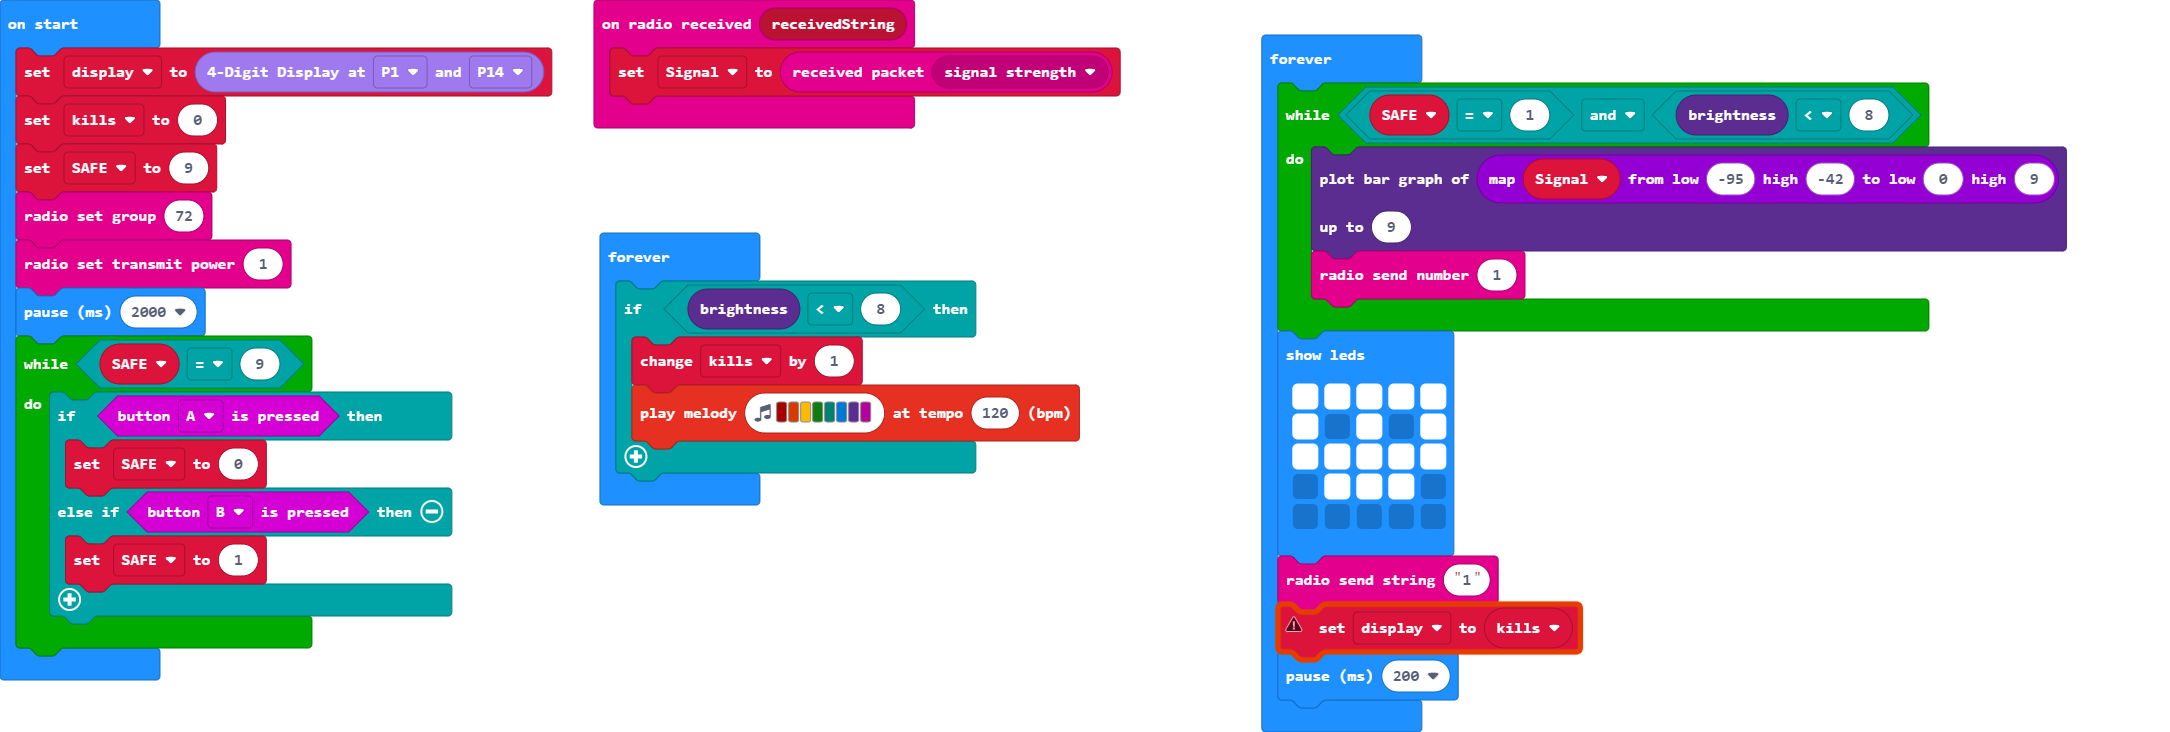 on start
set display to 4-Digit Display at P1 and P14
set kills to 0
set SAFE to 9
radio set group 72
radio set transmit power 1
pause (ms) 2000
while SAFE = 9
do
if button A is pressed then
set SAFE to 0
else if button B is pressed then
set SAFE to 1
on radio received receivedString
set Signal to received packet signal strength
forever
if brightness < 8 then
change kills by 1
play melody at tempo 120 (bpm)
forever
while SAFE = 1 and brightness < 8
do
plot bar graph of map Signal from low -95 high -42 to low 0 high 9
up to 9
radio send number 1
show leds
radio send string "1"
set display to kills
pause (ms) 200